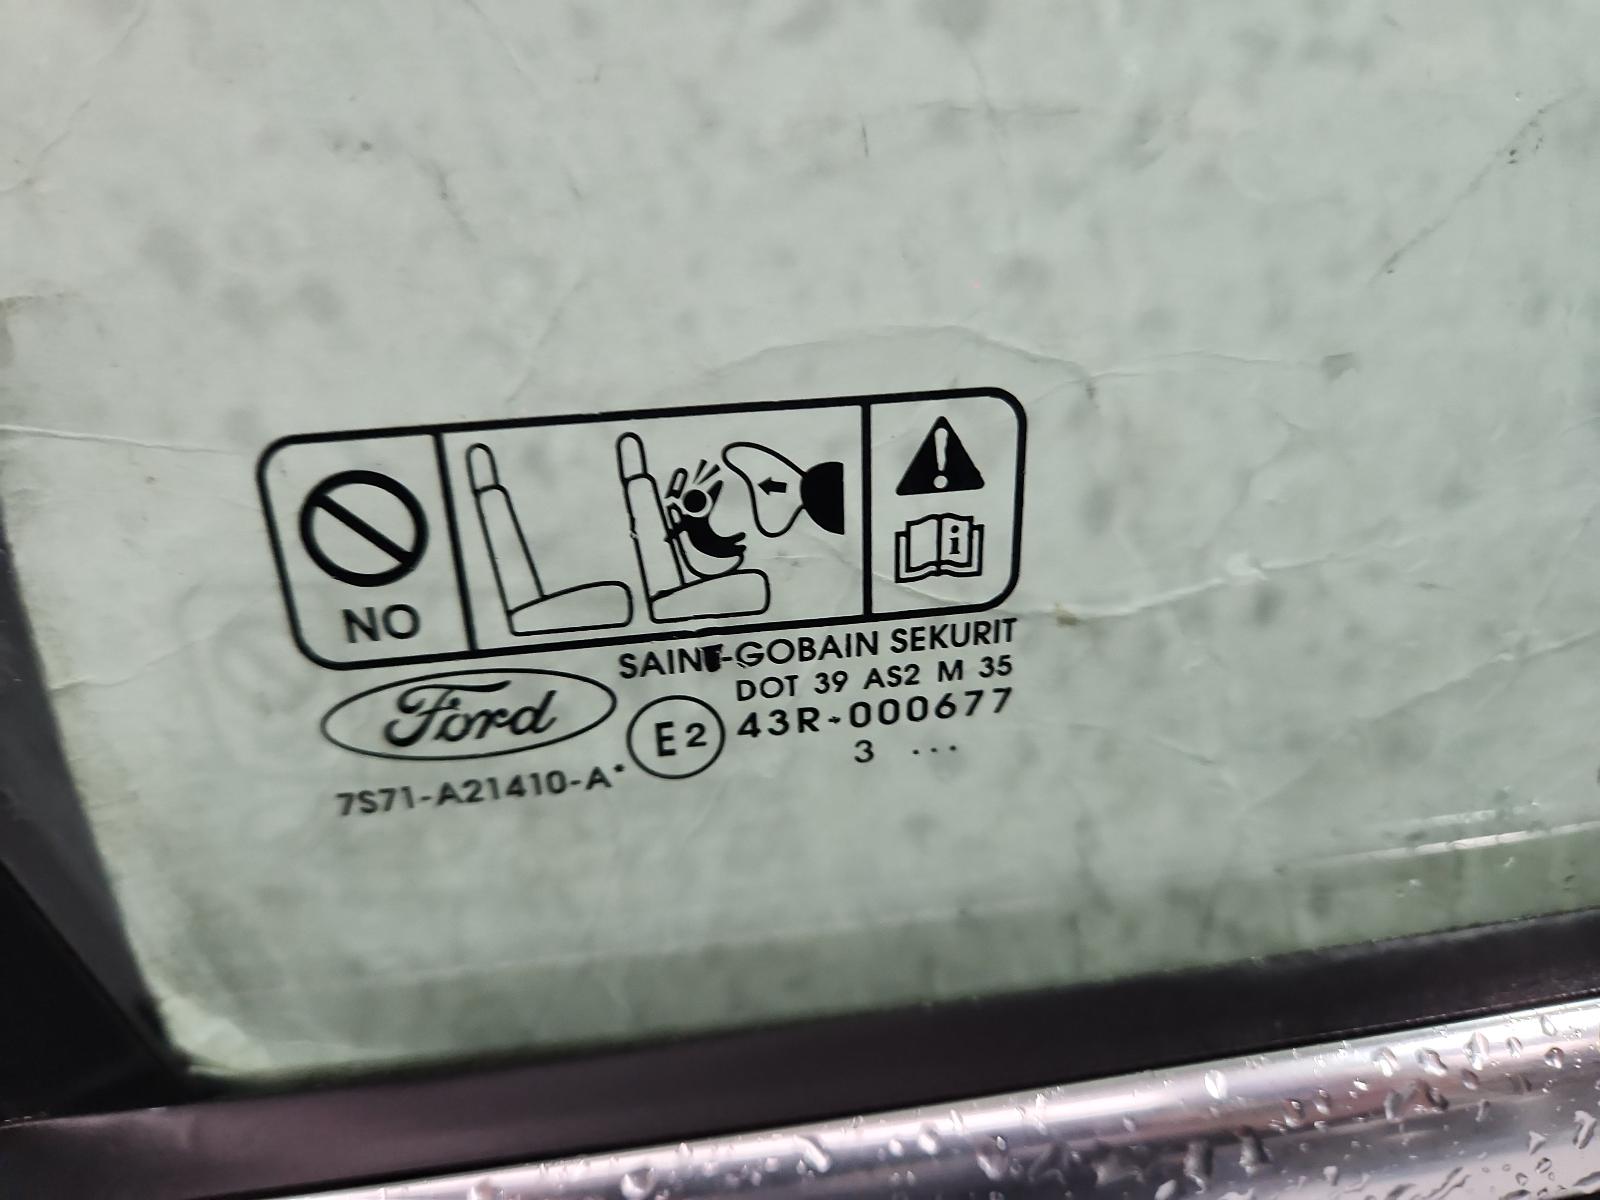 NO
i
SAINT-GOBAIN SEKURIT
DOT 39 AS2 M 35
Ford
E2
43R-000677
3 ...
7S71-A21410-A•